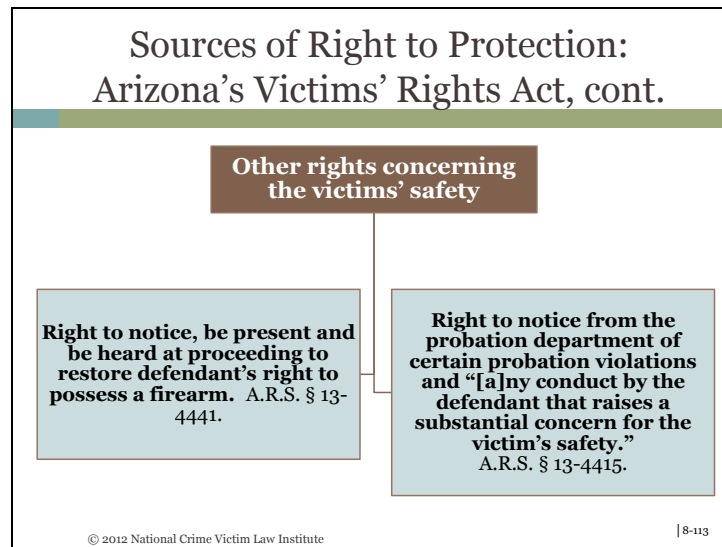 Sources of Right to Protection:
Arizona’s Victims’ Rights Act, cont.
Other rights concerning
the victims’ safety
Right to notice, be present and
be heard at proceeding to
restore defendant’s right to
possess a firearm. A.R.S. § 13-
4441.
Right to notice from the
probation department of
certain probation violations
and “[a]ny conduct by the
defendant that raises a
substantial concern for the
victim’s safety.”
A.R.S. § 13-4415.
© 2012 National Crime Victim Law Institute
| 8-113